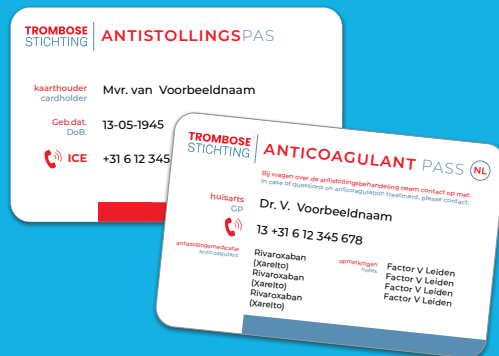 TROMBOSE
STICHTING
ANTISTOLLINGSPAS
kaarthouder
cardholder
Mvr. van Voorbeeldnaam
Geb.dat.
DoB.
13-05-1945
ICE
+31 6 12 345
TROMBOSE
STICHTING
ANTICOAGULANT PASS
NL
Bij vragen over de antistollingsbehandeling neem contact op met:
In case of questions on anticoagulation treatment, please contact:
huisarts
GP
Dr. V. Voorbeeldnaam
13 +31 6 12 345 678
antistollingsmedicatie
anticoagulant
Rivaroxaban
(Xarelto)
Rivaroxaban
(Xarelto)
Rivaroxaban
(Xarelto)
opmerkingen
notes
Factor V Leiden
Factor V Leiden
Factor V Leiden
Factor V Leiden